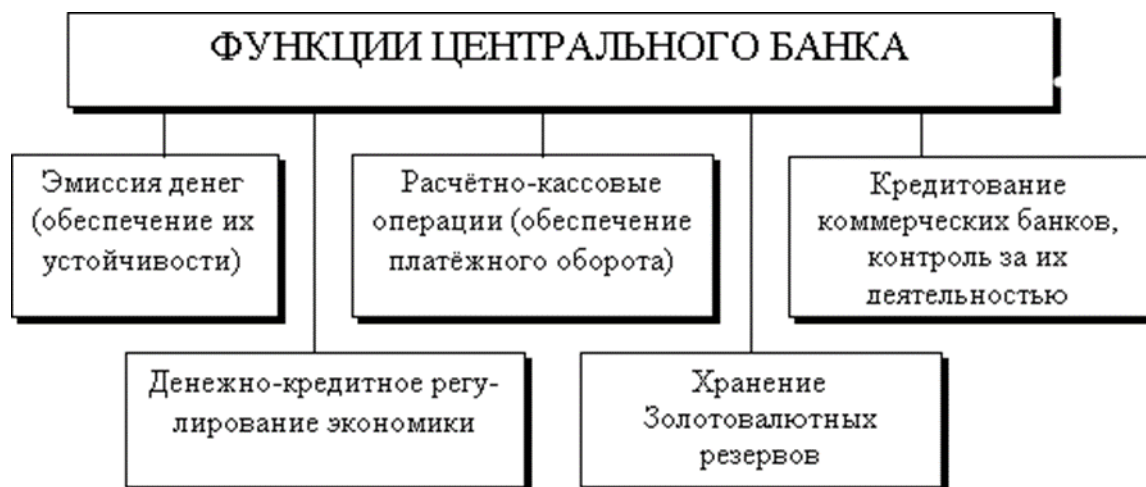 ФУНКЦИИ ЦЕНТРАЛЬНОГО БАНКА
Эмиссия денег
(обеспечение их
устойчивости)
Расчётно-кассовые
операции (обеспечение
платёжного оборота)
Кредитование
коммерческих банков,
контроль за их
деятельностью
Денежно-кредитное регу-
лирование экономики
Хранение
Золотовалютных
резервов